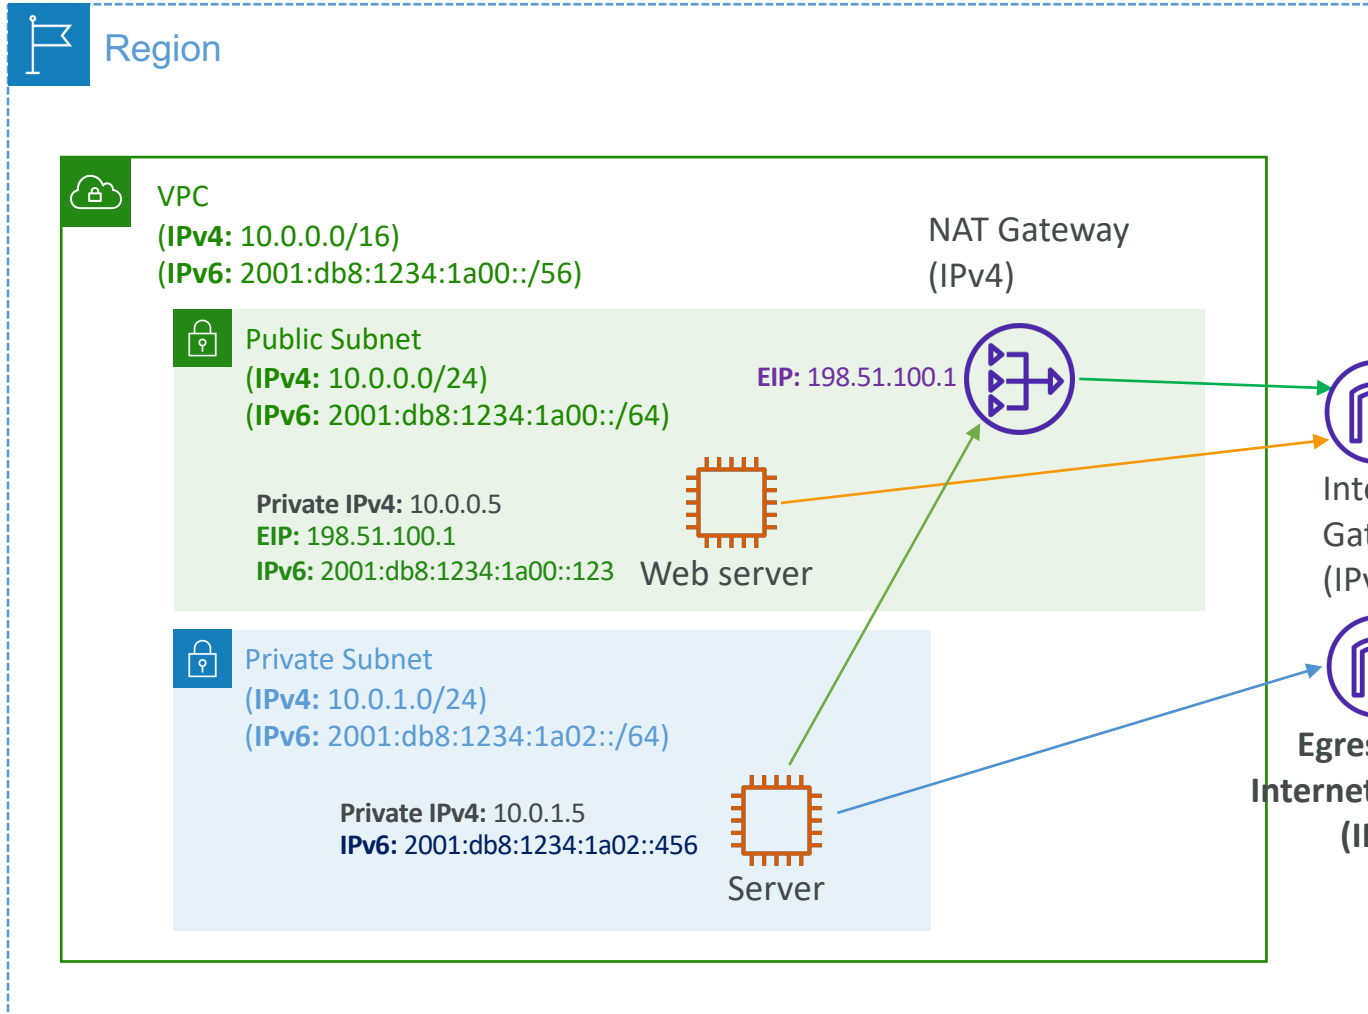 Region
VPC
(IPv4: 10.0.0.0/16)
(IPv6: 2001:db8:1234:1a00::/56)
NAT Gateway
(IPv4)
Public Subnet
(IPv4: 10.0.0.0/24)
(IPv6: 2001:db8:1234:1a00::/64)
EIP: 198.51.100.1
Private IPv4: 10.0.0.5
EIP: 198.51.100.1
IPv6: 2001:db8:1234:1a00::123
Web server
Private Subnet
(IPv4: 10.0.1.0/24)
(IPv6: 2001:db8:1234:1a02::/64)
Private IPv4: 10.0.1.5
IPv6: 2001:db8:1234:1a02::456
Server
Internet